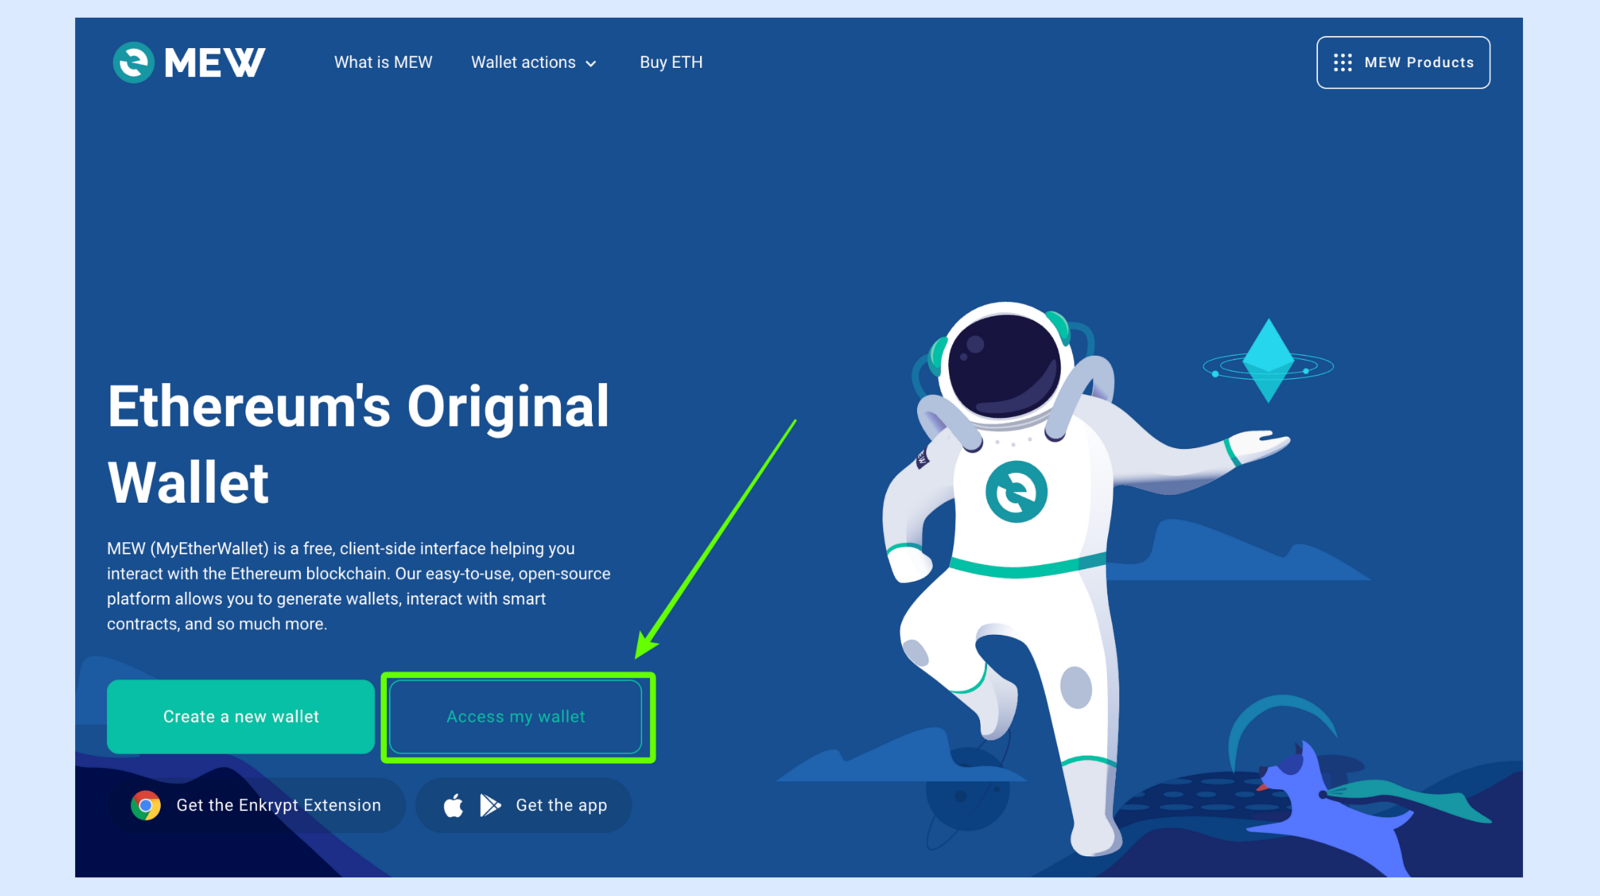 MEW
What is MEW
Wallet actions
Buy ETH
MEW Products
Ethereum's Original
Wallet
MEW (MyEtherWallet) is a free, client-side interface helping you
interact with the Ethereum blockchain. Our easy-to-use, open-source
platform allows you to generate wallets, interact with smart
contracts, and so much more.
Create a new wallet
Access my wallet
Get the Enkrypt Extension
Get the app